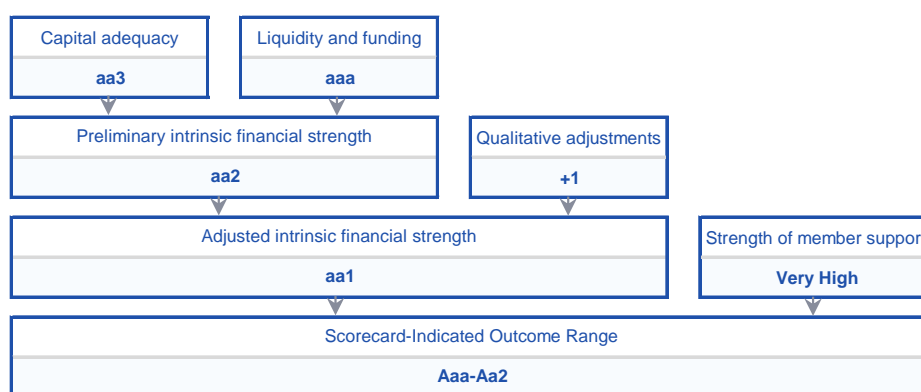 Capital adequacy
Liquidity and funding
aa3
aaa
Preliminary intrinsic financial strength
Qualitative adjustments
aa2
+1
Adjusted intrinsic financial strength
Strength of member suppor
aa1
Very High
Scorecard-Indicated Outcome Range
Aaa-Aa2